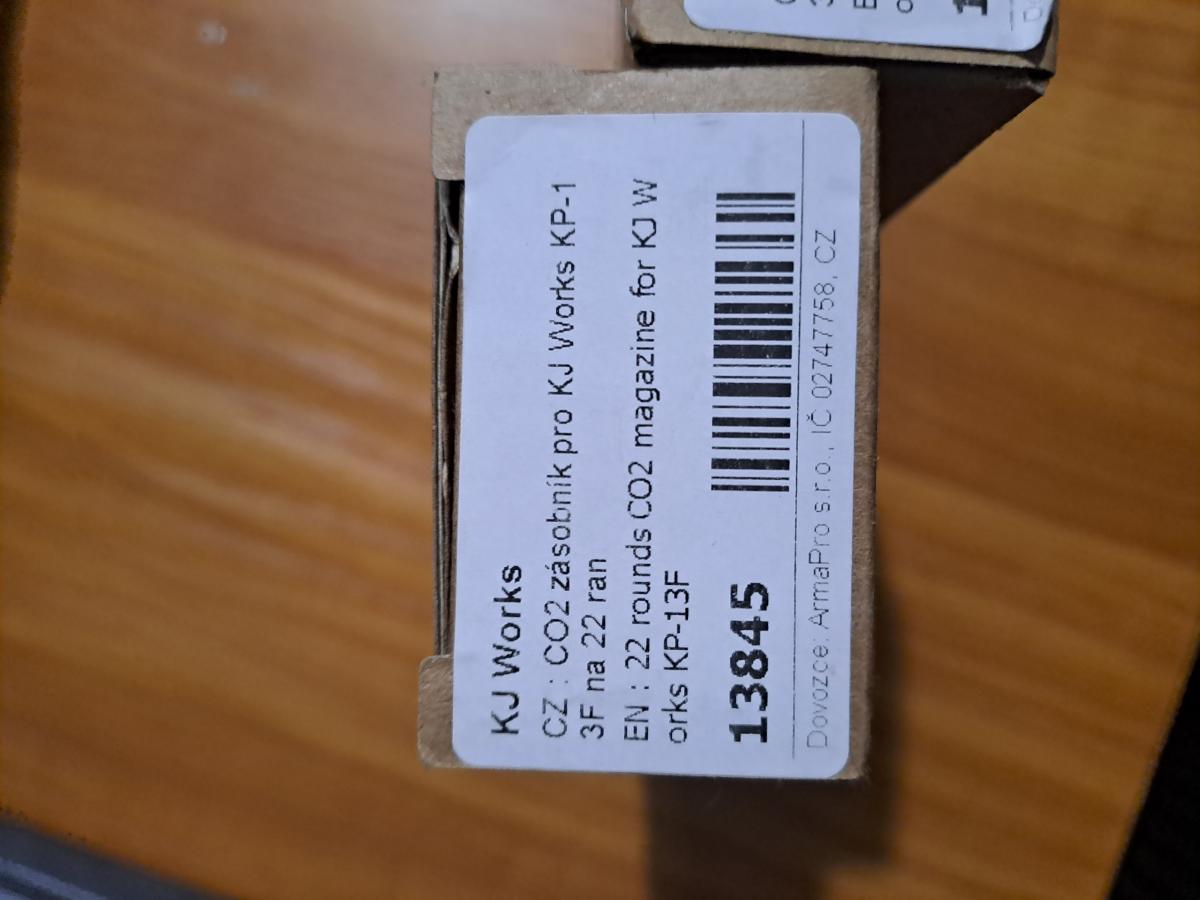 KJ Works
CZ : CO2 zásobník pro KJ Works KP-1
3F na 22 ran
EN : 22 rounds CO2 magazine for KJ W
orks KP-13F
13845
Dovozce: ArmaPro s.r.o., IČ 02747758, CZ